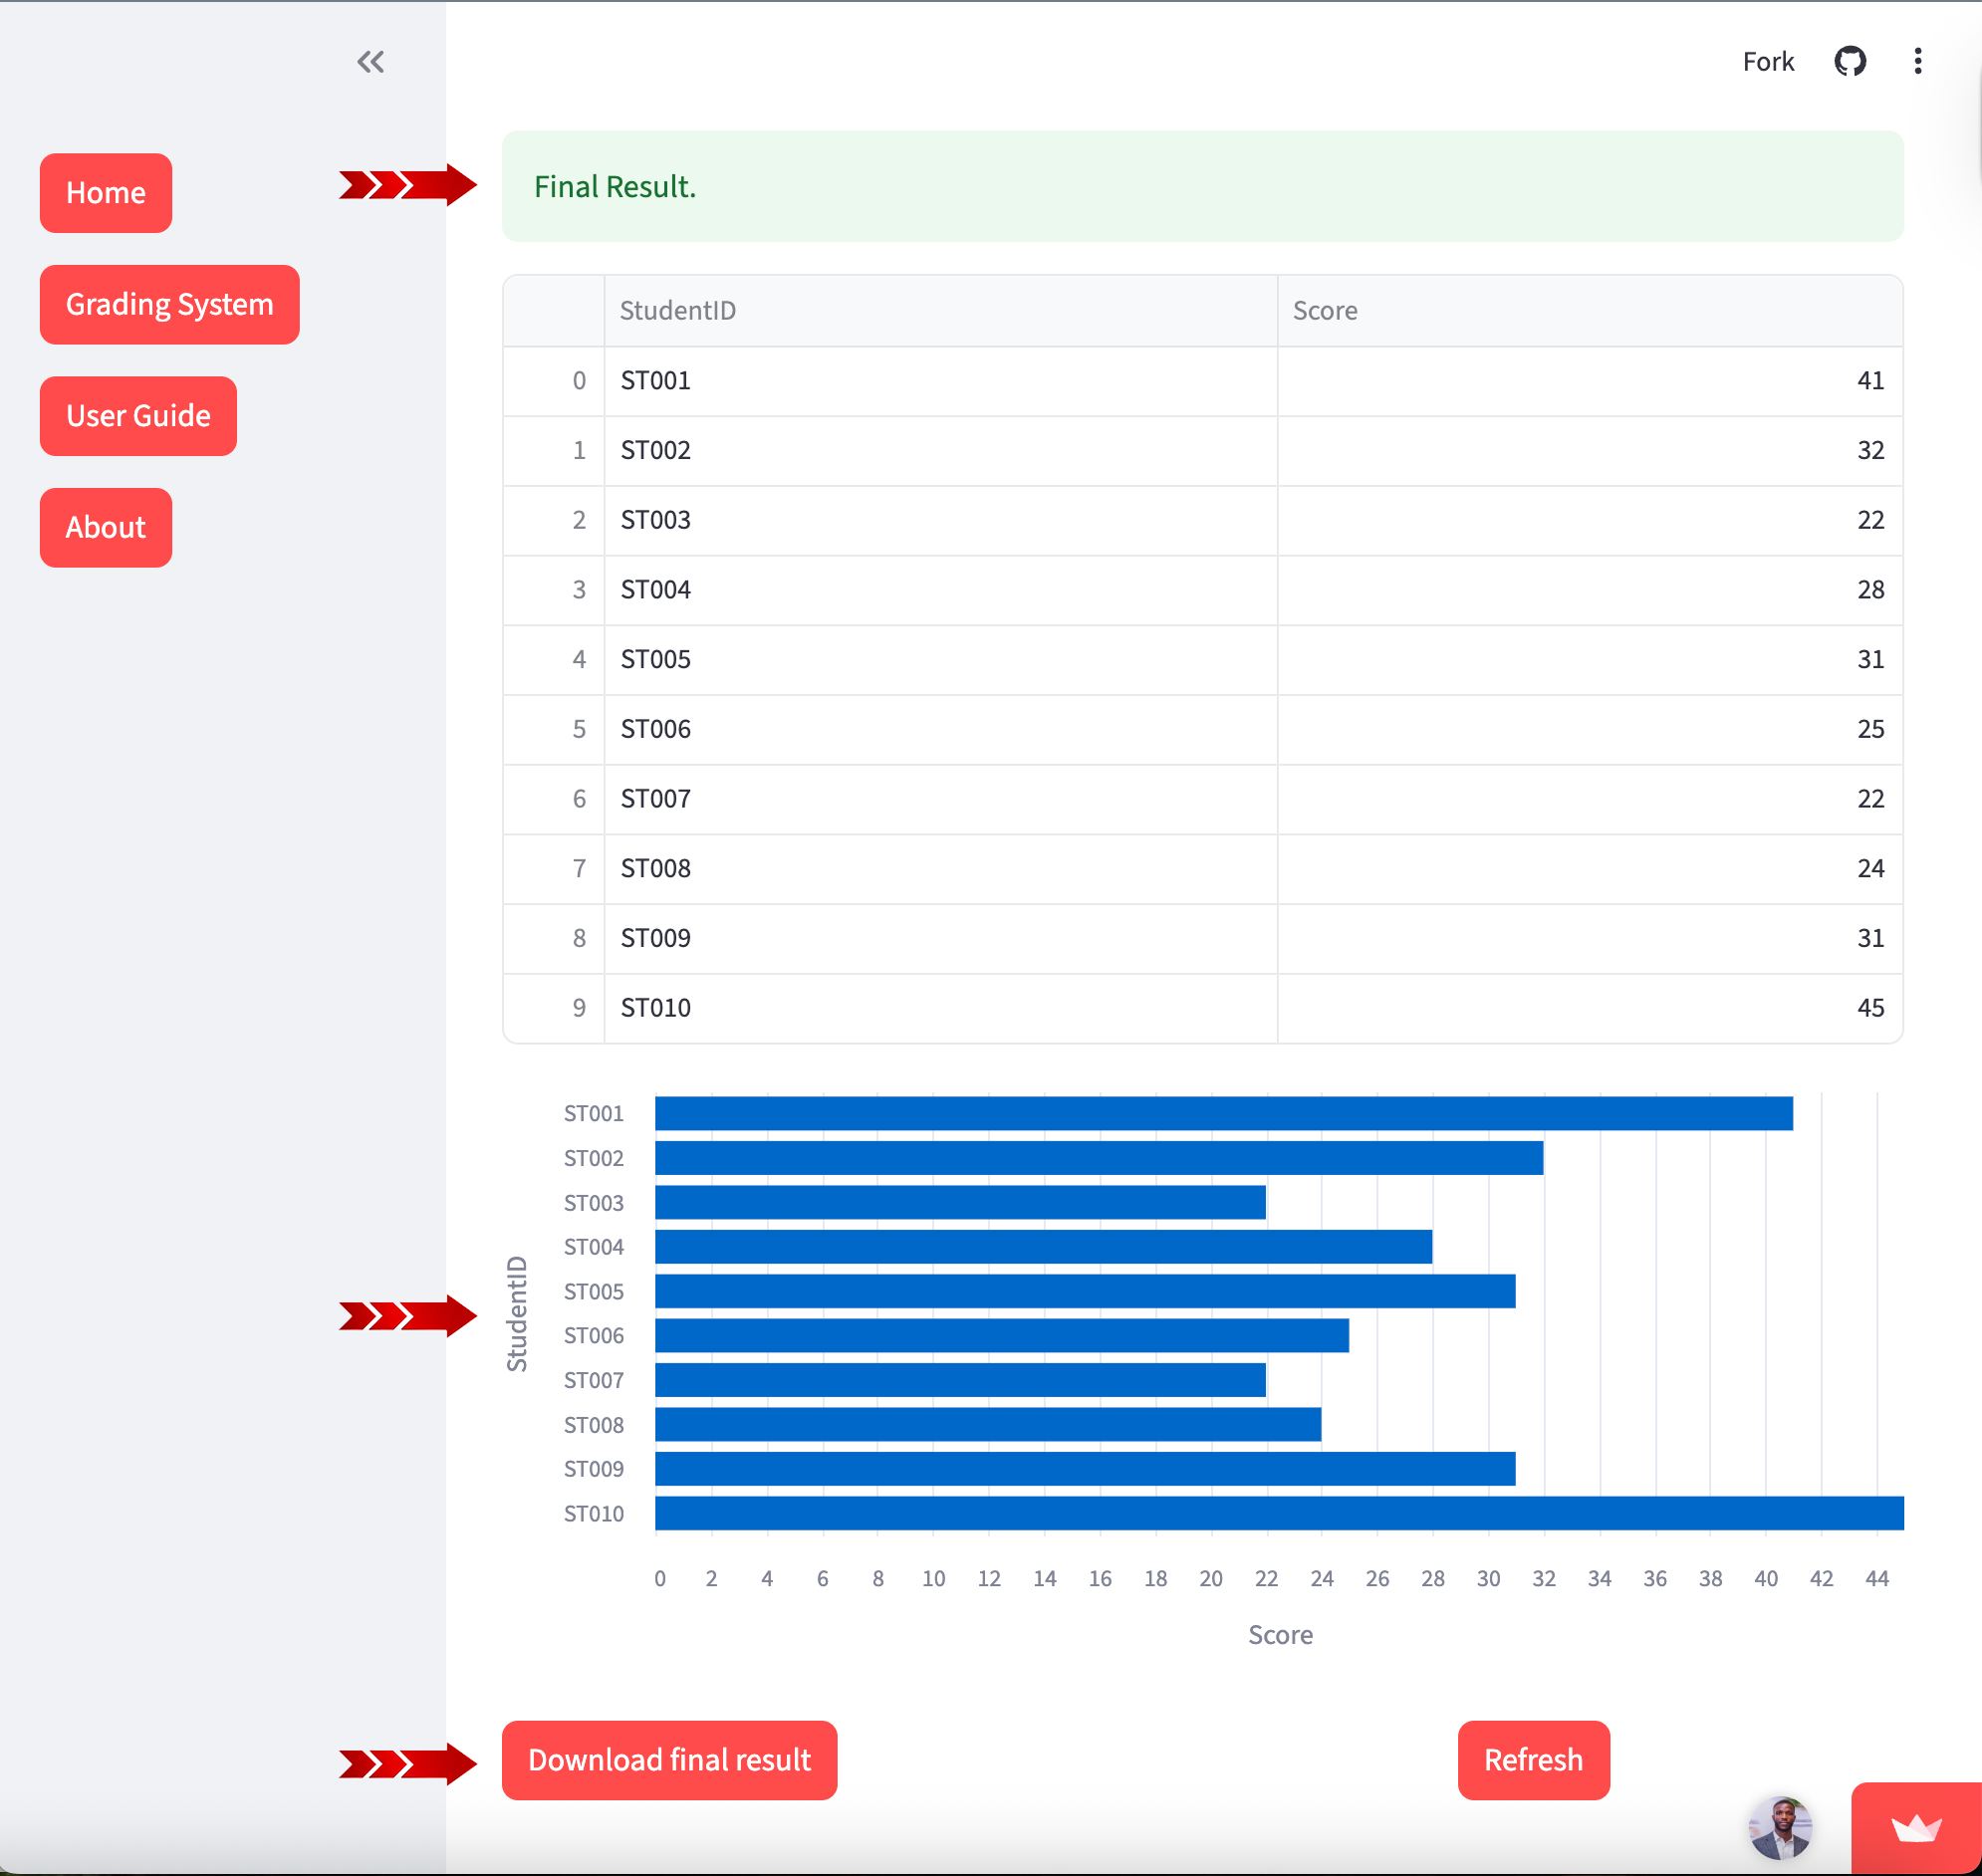 Fork
Home
Grading System
User Guide
About
Final Result.
StudentID Score
0 ST001 41
1 ST002 32
2 ST003 22
3 ST004 28
4 ST005 31
5 ST006 25
6 ST007 22
7 ST008 24
8 ST009 31
9 ST010 45
StudentID
ST001
ST002
ST003
ST004
ST005
ST006
ST007
ST008
ST009
ST010
0 2 4 6 8 10 12 14 16 18 20 22 24 26 28 30 32 34 36 38 40 42 44
Score
Download final result Refresh